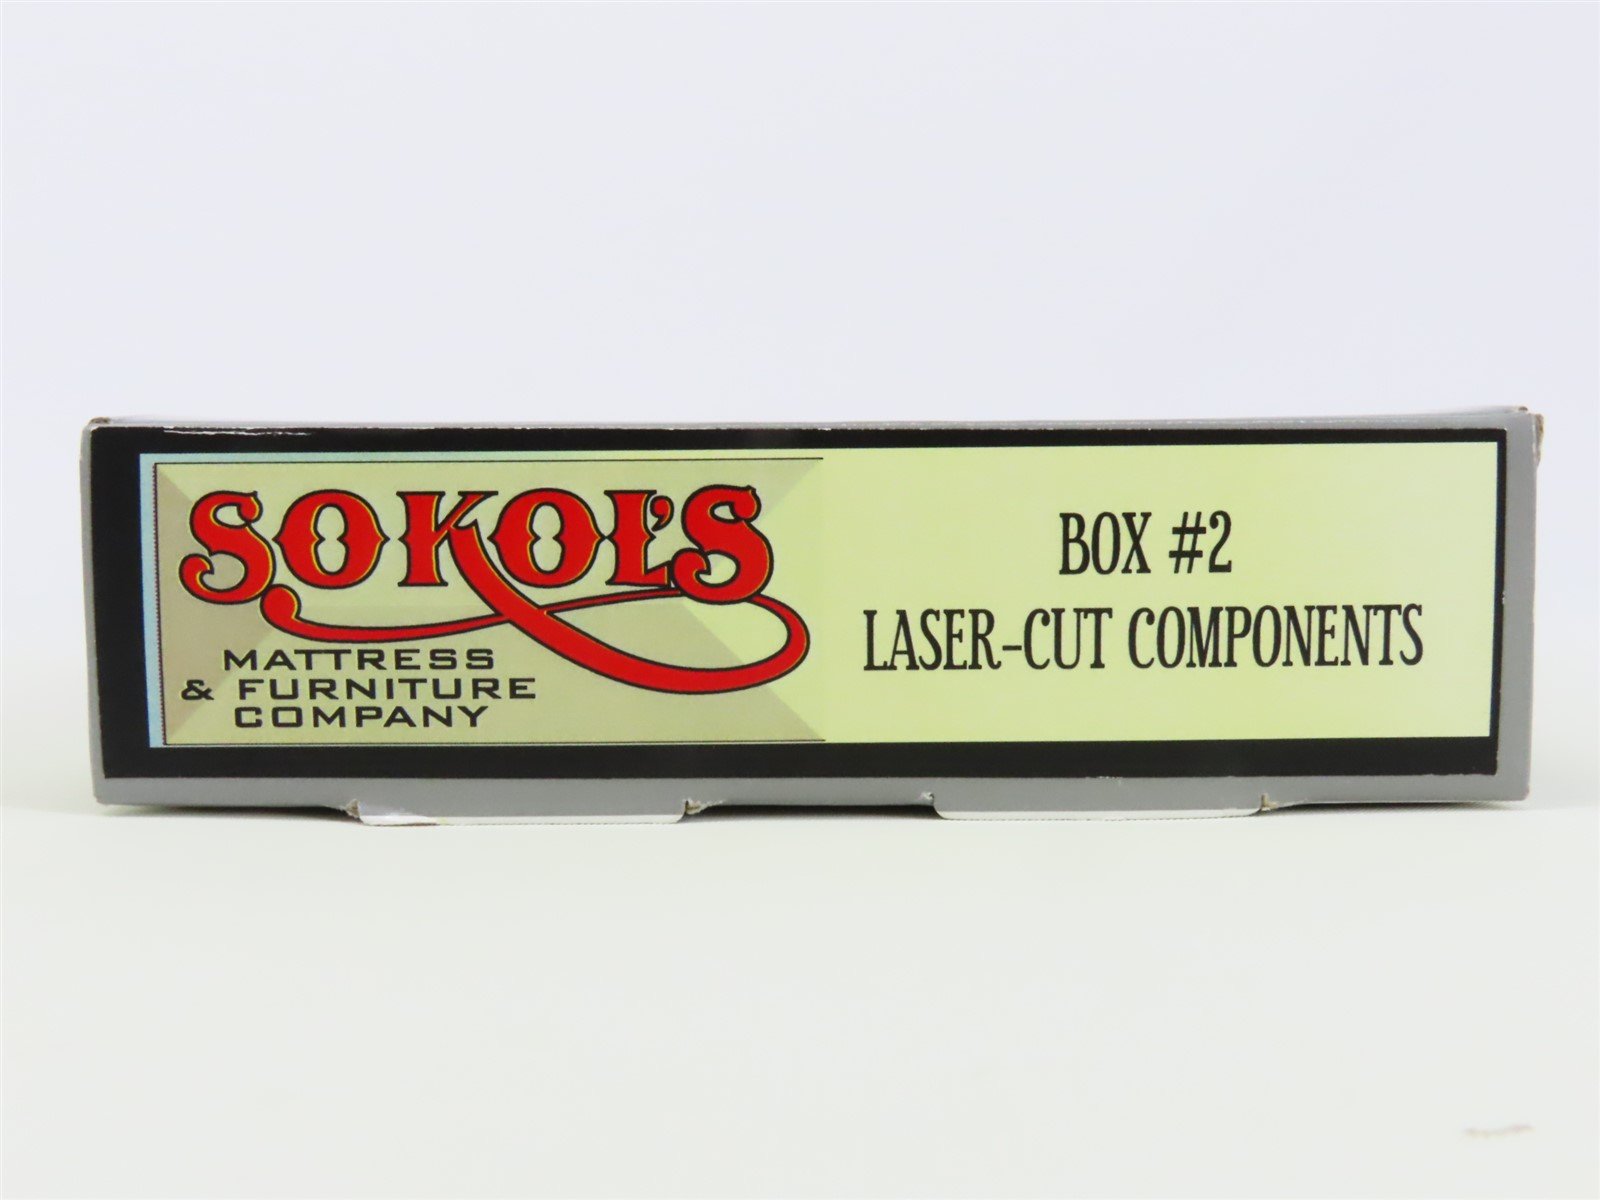 SOKOL'S
MATTRESS
& FURNITURE
COMPANY
BOX #2
LASER-CUT COMPONENTS